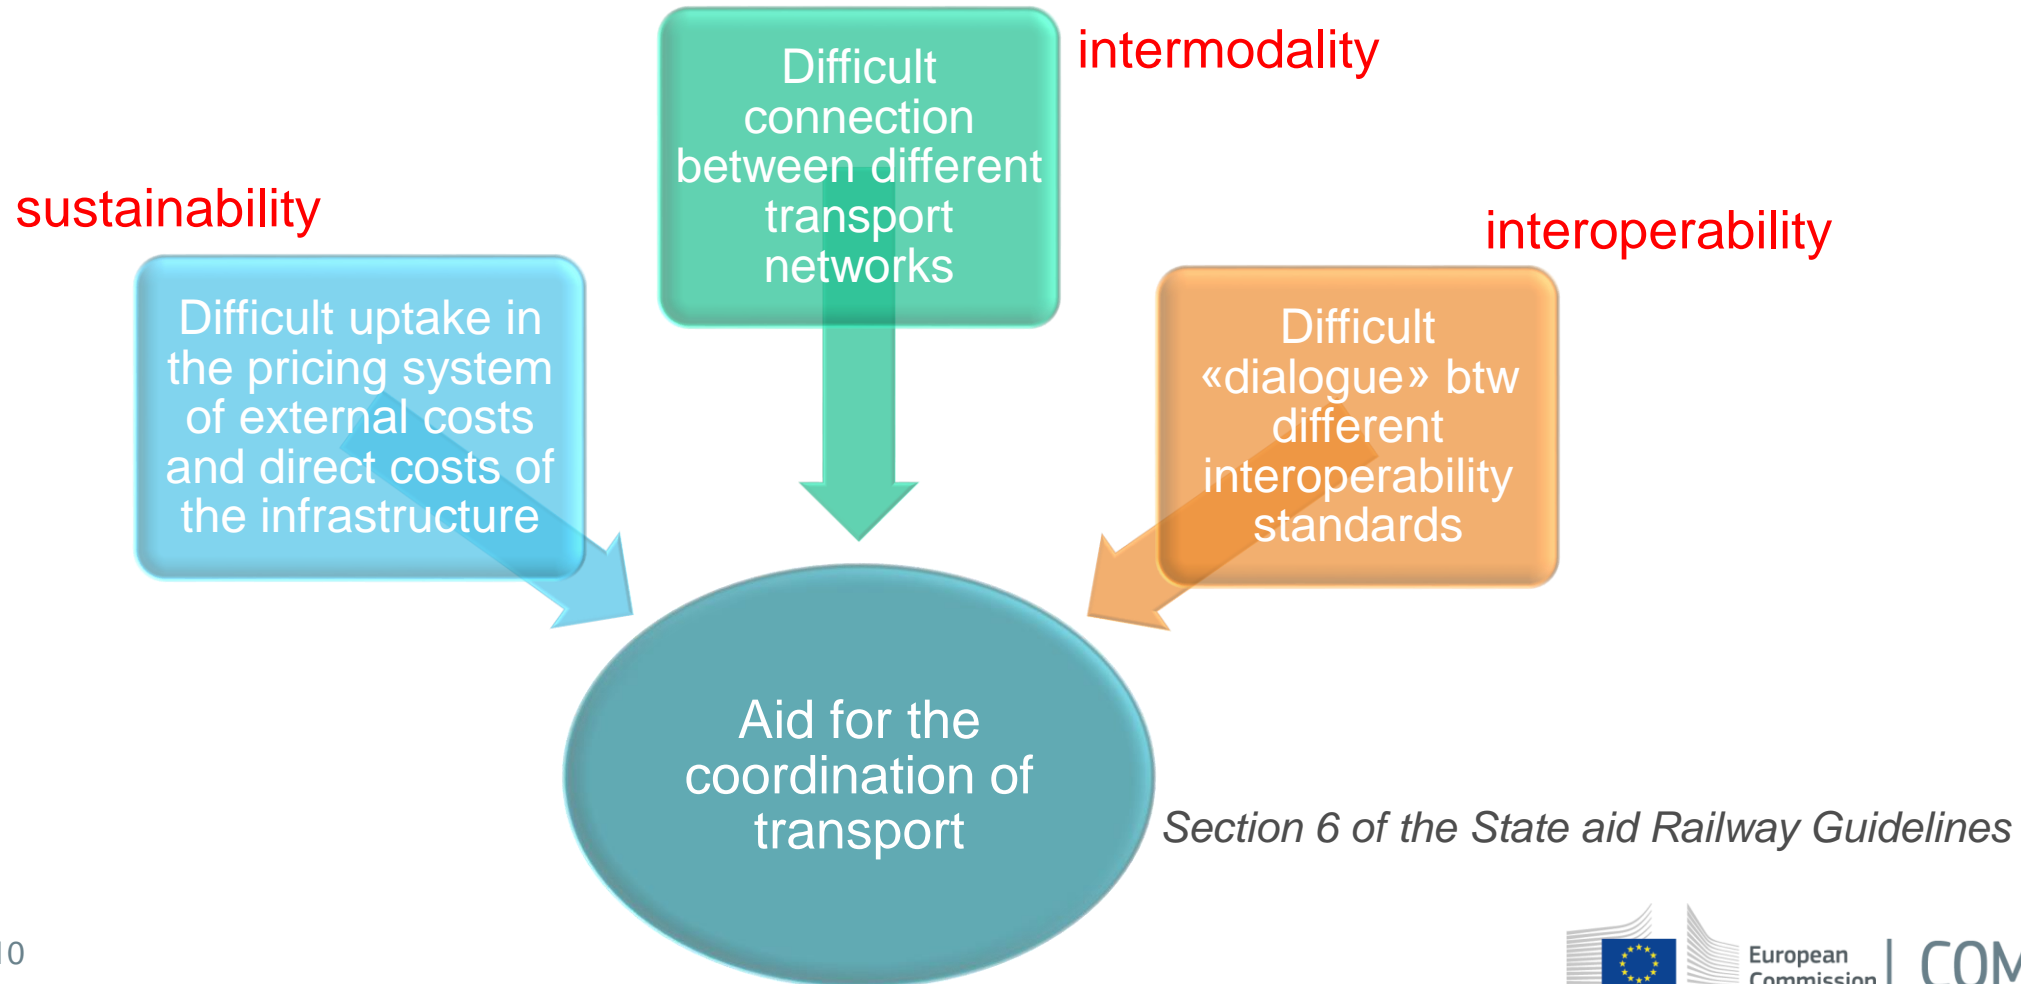 intermodality
Difficult
connection
between different
transport
networks
sustainability
Difficult uptake in
the pricing system
of external costs
and direct costs of
the infrastructure
interoperability
Difficult
«dialogue» btw
different
interoperability
standards
Aid for the
coordination of
transport
Section 6 of the State aid Railway Guidelines
10
European
Commission
COM